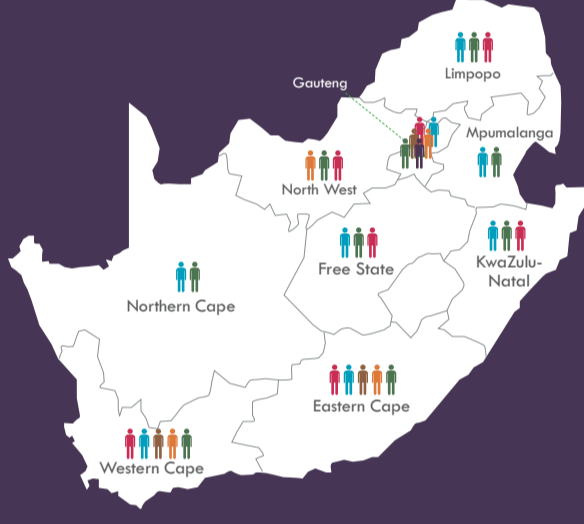 Limpopo
Gauteng
Mpumalanga
North West
KwaZulu-
Natal
Free State
Northern Cape
Eastern Cape
Western Cape